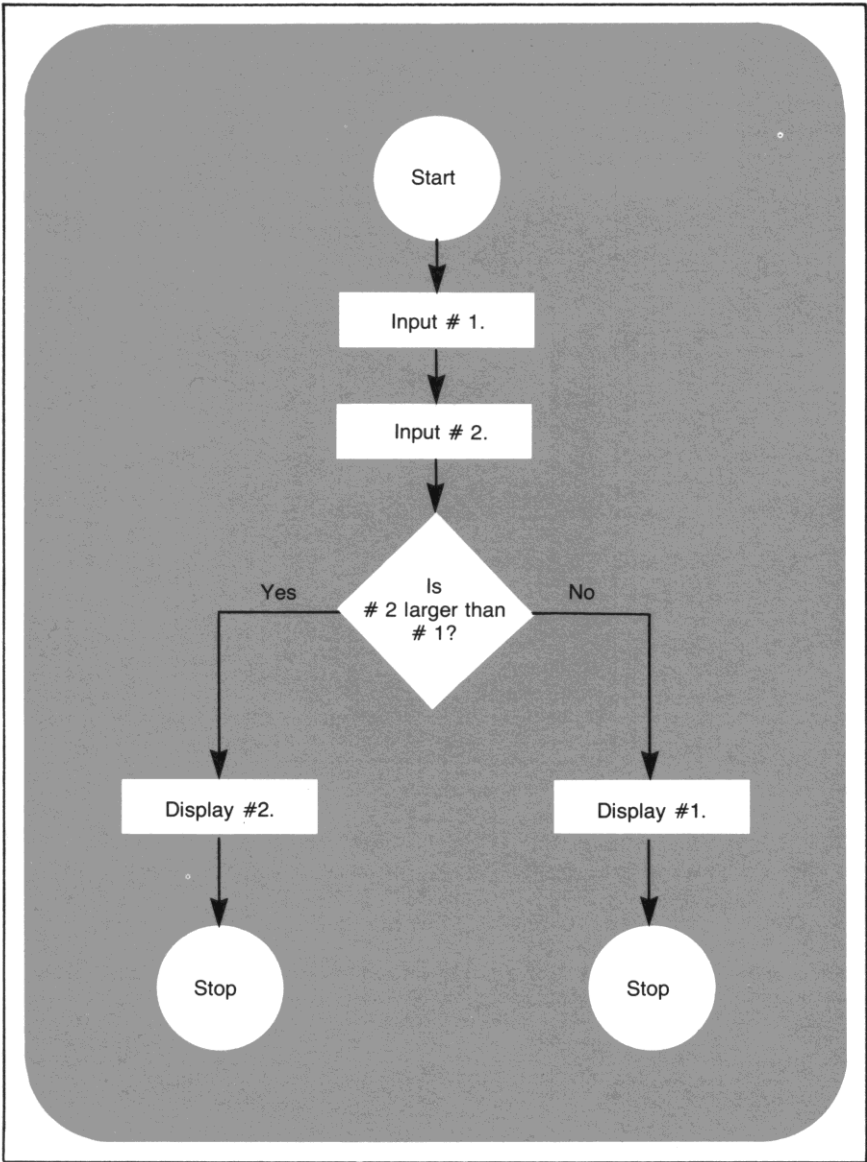 Start
Input # 1.
Input # 2.
Is
# 2 larger than
# 1?
Yes
No
Display #2.
Display #1.
Stop
Stop